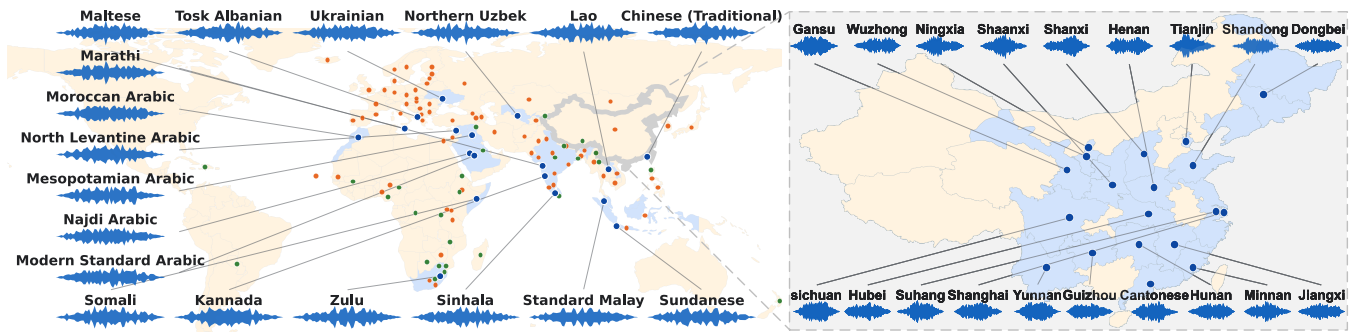 Maltese Tosk Albanian Ukrainian Northern Uzbek Lao Chinese (Traditional)
Marathi
Moroccan Arabic
North Levantine Arabic
Mesopotamian Arabic
Najdi Arabic
Modern Standard Arabic
Somali Kannada Zulu Sinhala Standard Malay Sundanese
Gansu Wuzhong Ningxia Shaanxi Shanxi Henan Tianjin Shandong Dongbei
sichuan Hubei Suhang Shanghai Yunnan Guizhou Cantonese Hunan Minnan Jiangxi